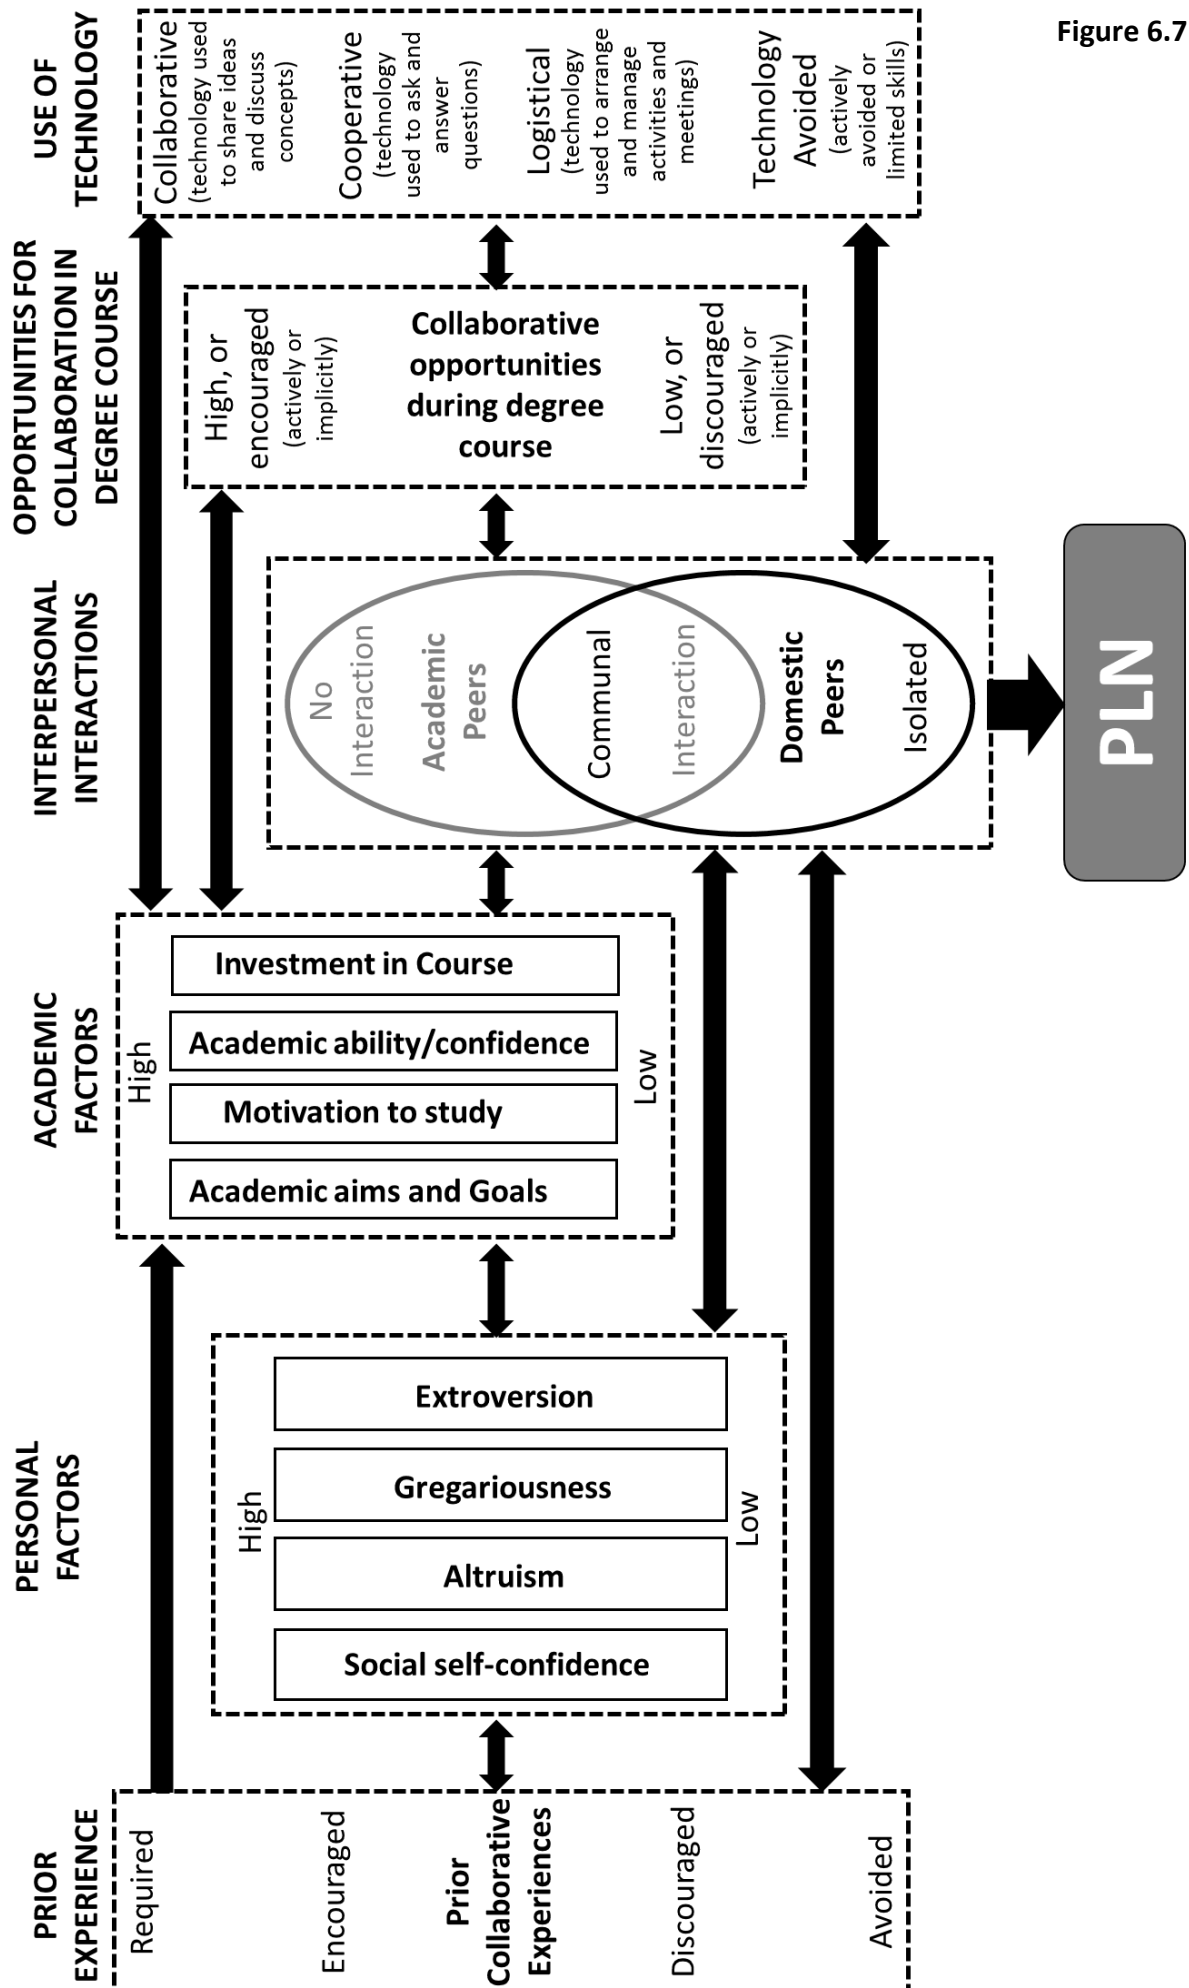 Figure 6.7
PRIOR
EXPERIENCE
Required
Encouraged
Prior
Collaborative
Experiences
Discouraged
Avoided
PERSONAL
FACTORS
High
Social self-confidence
Altruism
Gregariousness
Extroversion
Low
ACADEMIC
FACTORS
High
Academic aims and Goals
Motivation to study
Academic ability/confidence
Investment in Course
Low
INTERPERSONAL
INTERACTIONS
No
Interaction
Academic
Peers
Communal
Interaction
Domestic
Peers
Isolated
PLN
OPPORTUNITIES FOR
COLLABORATION IN
DEGREE COURSE
High, or
encouraged
(actively or
implicitly)
Collaborative
opportunities
during degree
course
Low, or
discouraged
(actively or
implicitly)
USE OF
TECHNOLOGY
Collaborative
(technology used
to share ideas
and discuss
concepts)
Cooperative
(technology
used to ask and
answer
questions)
Logistical
(technology
used to arrange
and manage
activities and
meetings)
Technology
Avoided
(actively
avoided or
limited skills)